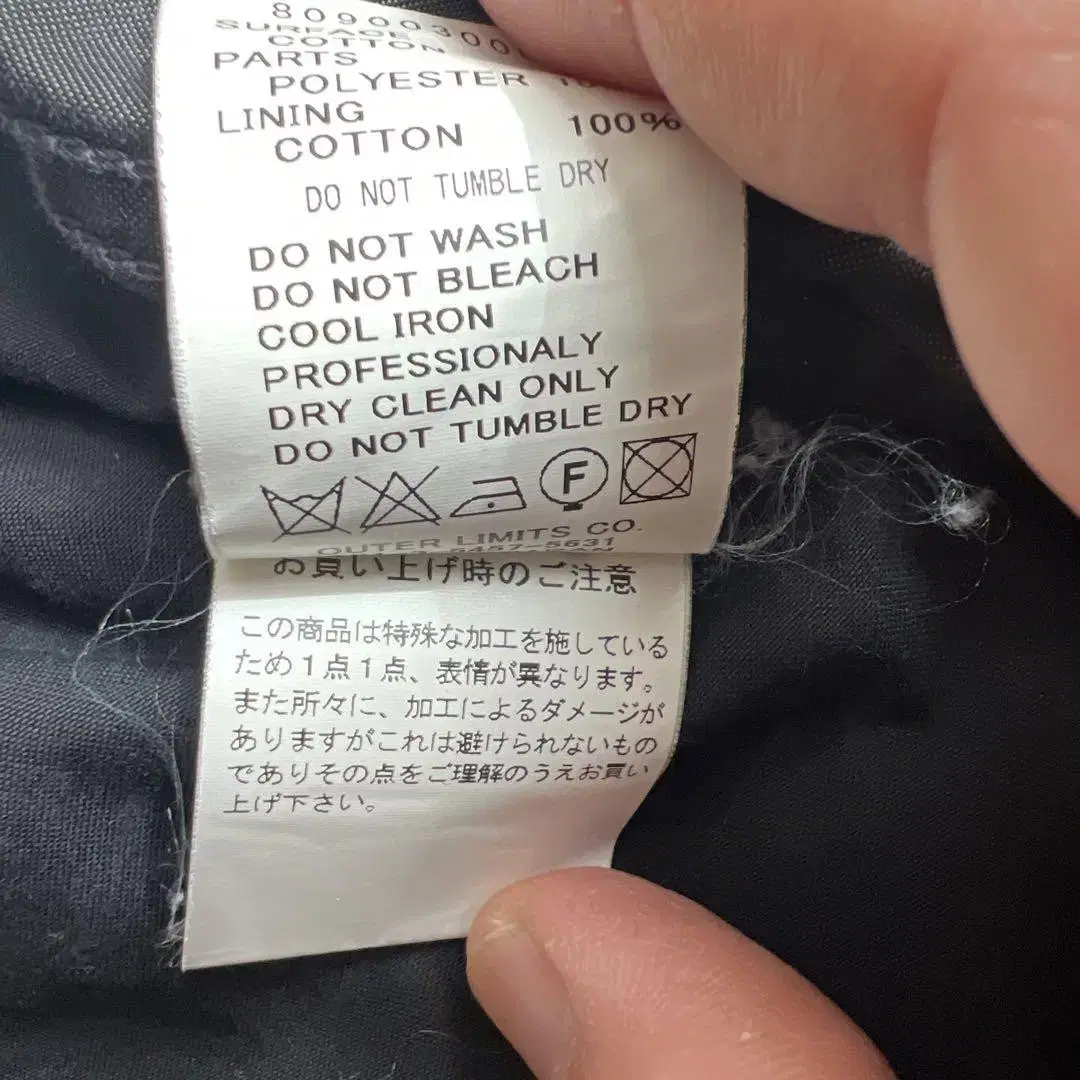 80900300
SURFACE
COTTON
PARTS
POLYESTER
LINING
COTTON 100%
DO NOT TUMBLE DRY
DO NOT WASH
DO NOT BLEACH
COOL IRON
PROFESSIONALY
DRY CLEAN ONLY
DO NOT TUMBLE DRY
F
OUTER LIMITS CO.
5457-5631
お買い上げ時のご注意
この商品は特殊な加工を施している
ため1点1点、表情が異なります。
また所々に、加工によるダメージが
ありますがこれは避けられないもの
でありその点をご理解のうえお買い
上げ下さい。